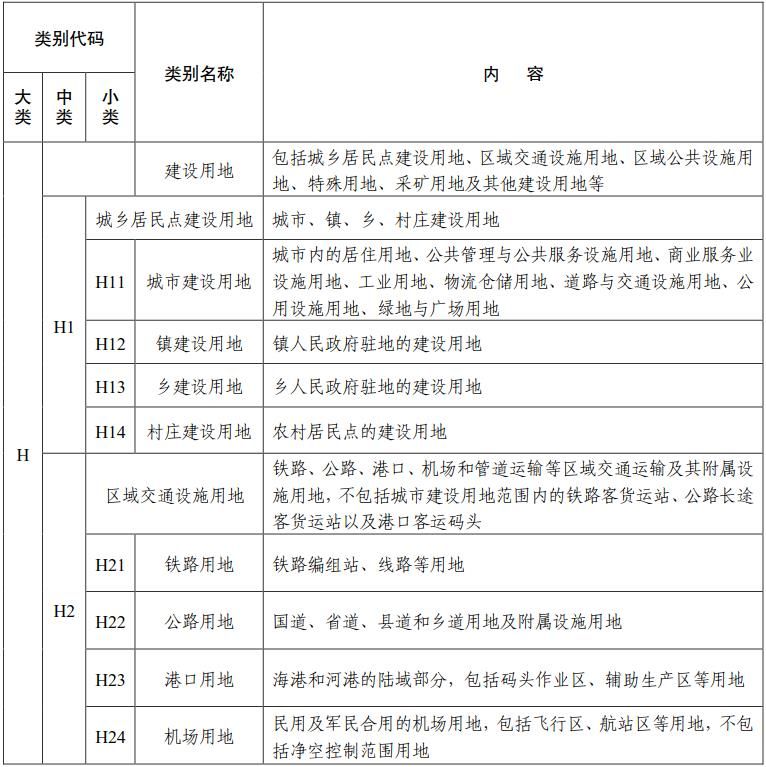 类别代码
类别名称
内 容
大类
中类
小类
H
建设用地
包括城乡居民点建设用地、区域交通设施用地、区域公共设施用
地、特殊用地、采矿用地及其他建设用地等
H1
城乡居民点建设用地
城市、镇、乡、村庄建设用地
H11
城市建设用地
城市内的居住用地、公共管理与公共服务设施用地、商业服务业
设施用地、工业用地、物流仓储用地、道路与交通设施用地、公
用设施用地、绿地与广场用地
H12
镇建设用地
镇人民政府驻地的建设用地
H13
乡建设用地
乡人民政府驻地的建设用地
H14
村庄建设用地
农村居民点的建设用地
H2
区域交通设施用地
铁路、公路、港口、机场和管道运输等区域交通运输及其附属设
施用地，不包括城市建设用地范围内的铁路客货运站、公路长途
客货运站以及港口客运码头
H21
铁路用地
铁路编组站、线路等用地
H22
公路用地
国道、省道、县道和乡道用地及附属设施用地
H23
港口用地
海港和河港的陆域部分，包括码头作业区、辅助生产区等用地
H24
机场用地
民用及军民合用的机场用地，包括飞行区、航站区等用地，不包
括净空控制范围用地